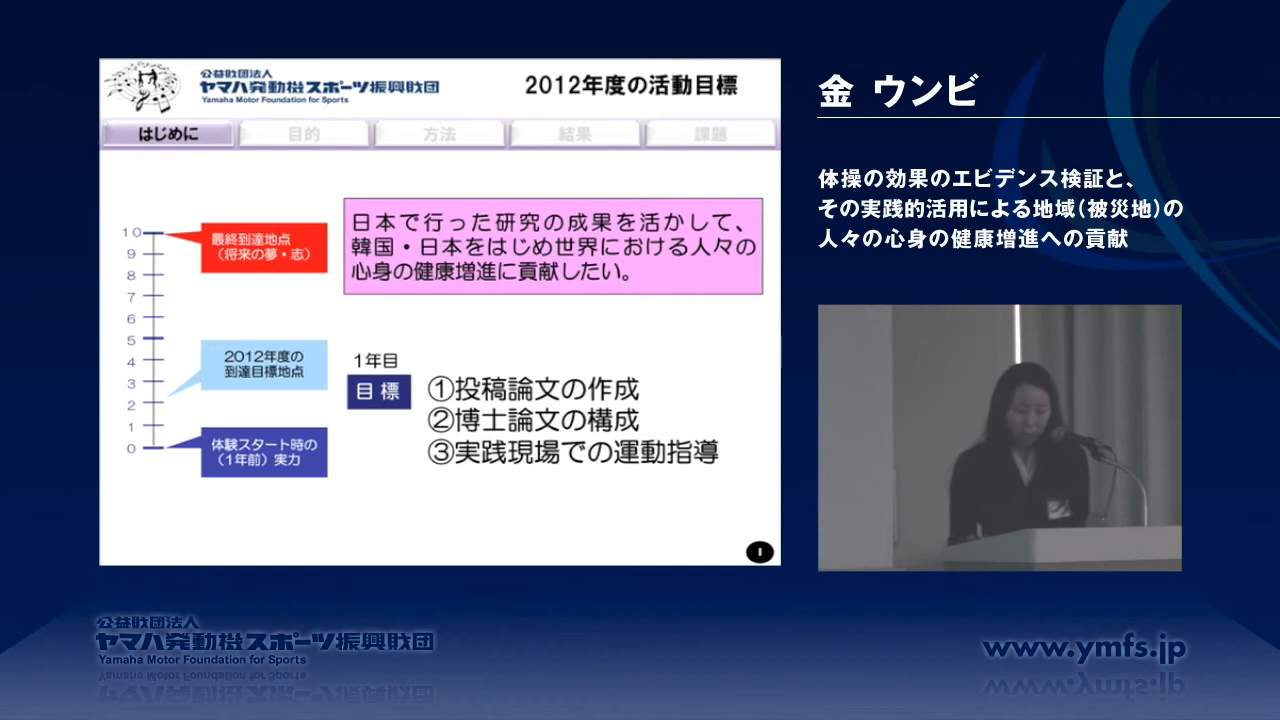 公益財団法人
ヤマハ発動機スポーツ振興財団
Yamaha Motor Foundation for Sports
2012年度の活動目標
はじめに
目的
方法
結果
課題
10
9
8
7
6
5
4
3
2
1
0
最終到達地点
（将来の夢・志）
2012年度の
到達目標地点
体験スタート時の
（1年前）実力
日本で行った研究の成果を活かして、
韓国・日本をはじめ世界における人々の
心身の健康増進に貢献したい。
1年目
目標
①投稿論文の作成
②博士論文の構成
③実践現場での運動指導
1
金 ウンビ
体操の効果のエビデンス検証と、
その実践的活用による地域（被災地）の
人々の心身の健康増進への貢献
公益財団法人
ヤマハ発動機スポーツ振興財団
Yamaha Motor Foundation for Sports
www.ymfs.jp